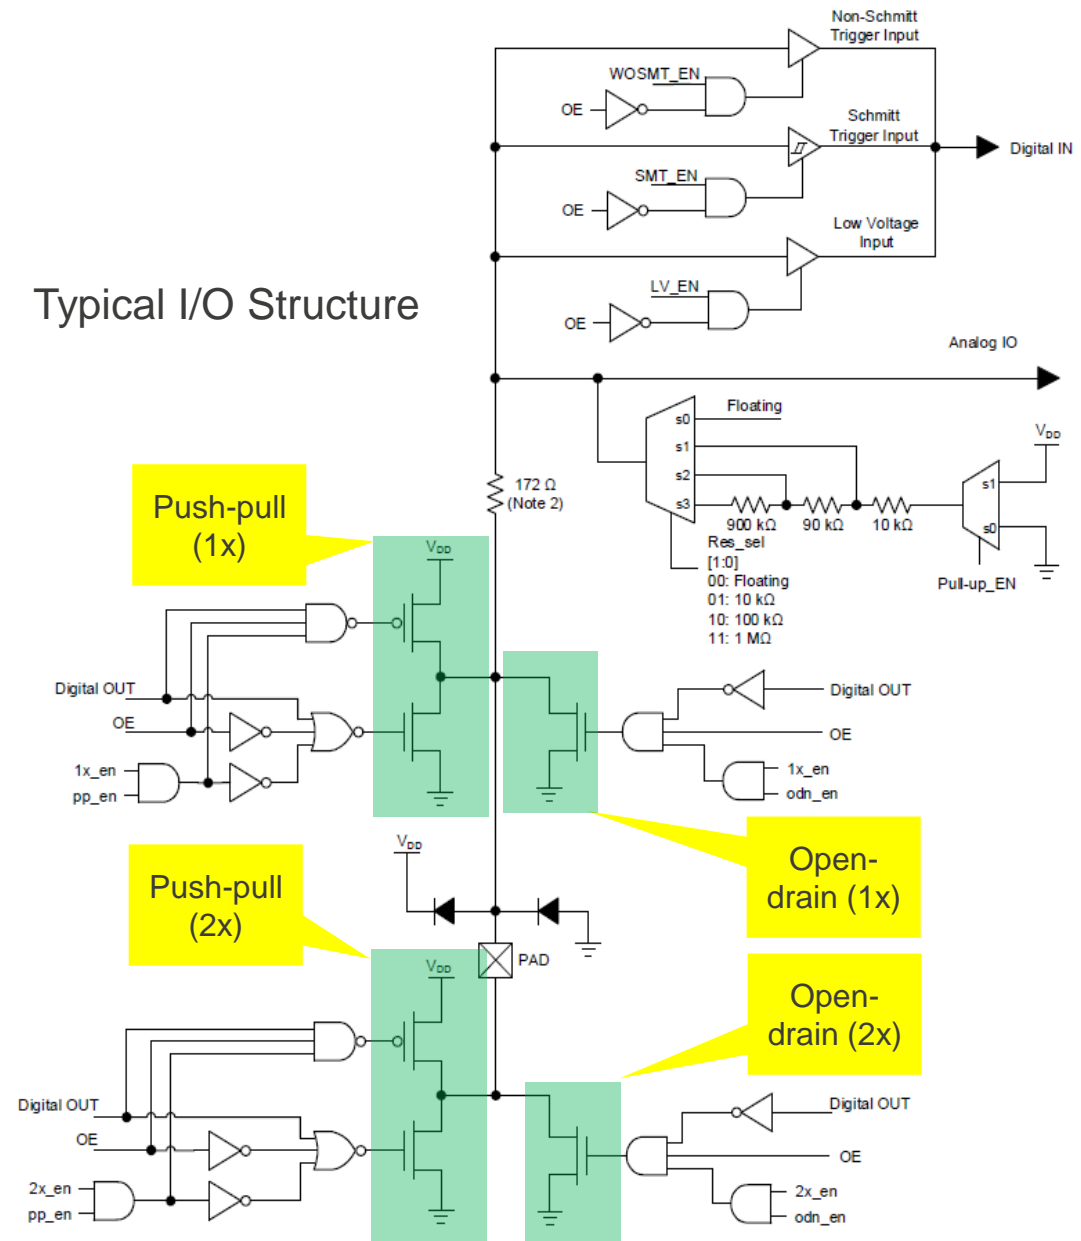 Non-Schmitt
Trigger Input
WOSMT_EN
OE
Schmitt
Trigger Input
Digital IN
SMT_EN
OE
Low Voltage
Input
LV_EN
OE
Typical I/O Structure
Analog IO
Floating
s0
s1
s2
s3
VDD
s1
s0
172 Ω
(Note 2)
900 kΩ
90 kΩ
10 kΩ
Res_sel
[1:0]
00: Floating
01: 10 kΩ
10: 100 kΩ
11: 1 MΩ
Pull-up_EN
Push-pull
(1x)
VDD
Digital OUT
OE
1x_en
pp_en
Digital OUT
OE
1x_en
odn_en
Open-
drain (1x)
VDD
Push-pull
(2x)
PAD
VDD
Open-
drain (2x)
Digital OUT
OE
2x_en
pp_en
Digital OUT
OE
2x_en
odn_en